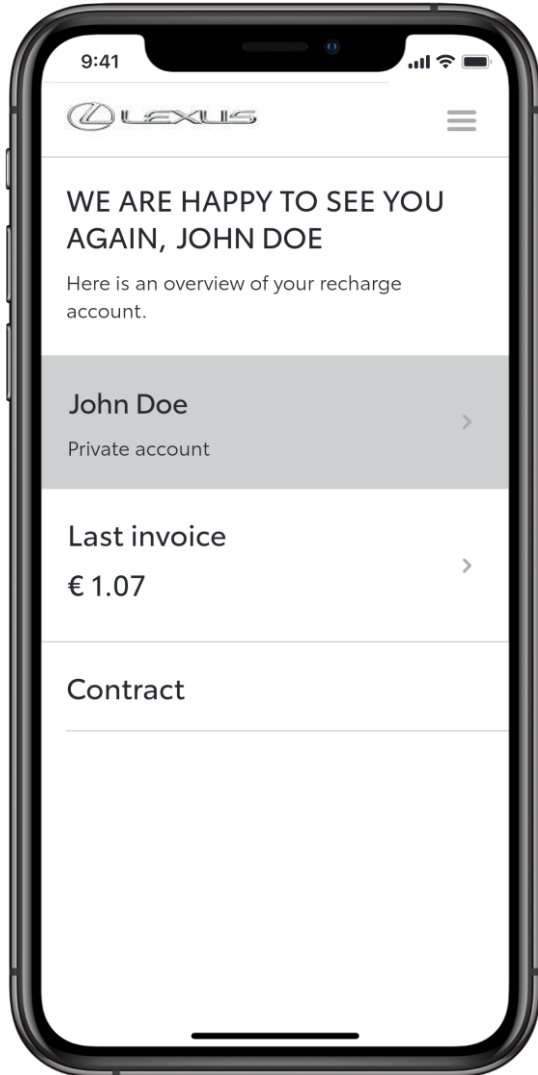 9:41
LEXUS
WE ARE HAPPY TO SEE YOU
AGAIN, JOHN DOE
Here is an overview of your recharge
account.
John Doe
Private account
Last invoice
€ 1.07
Contract